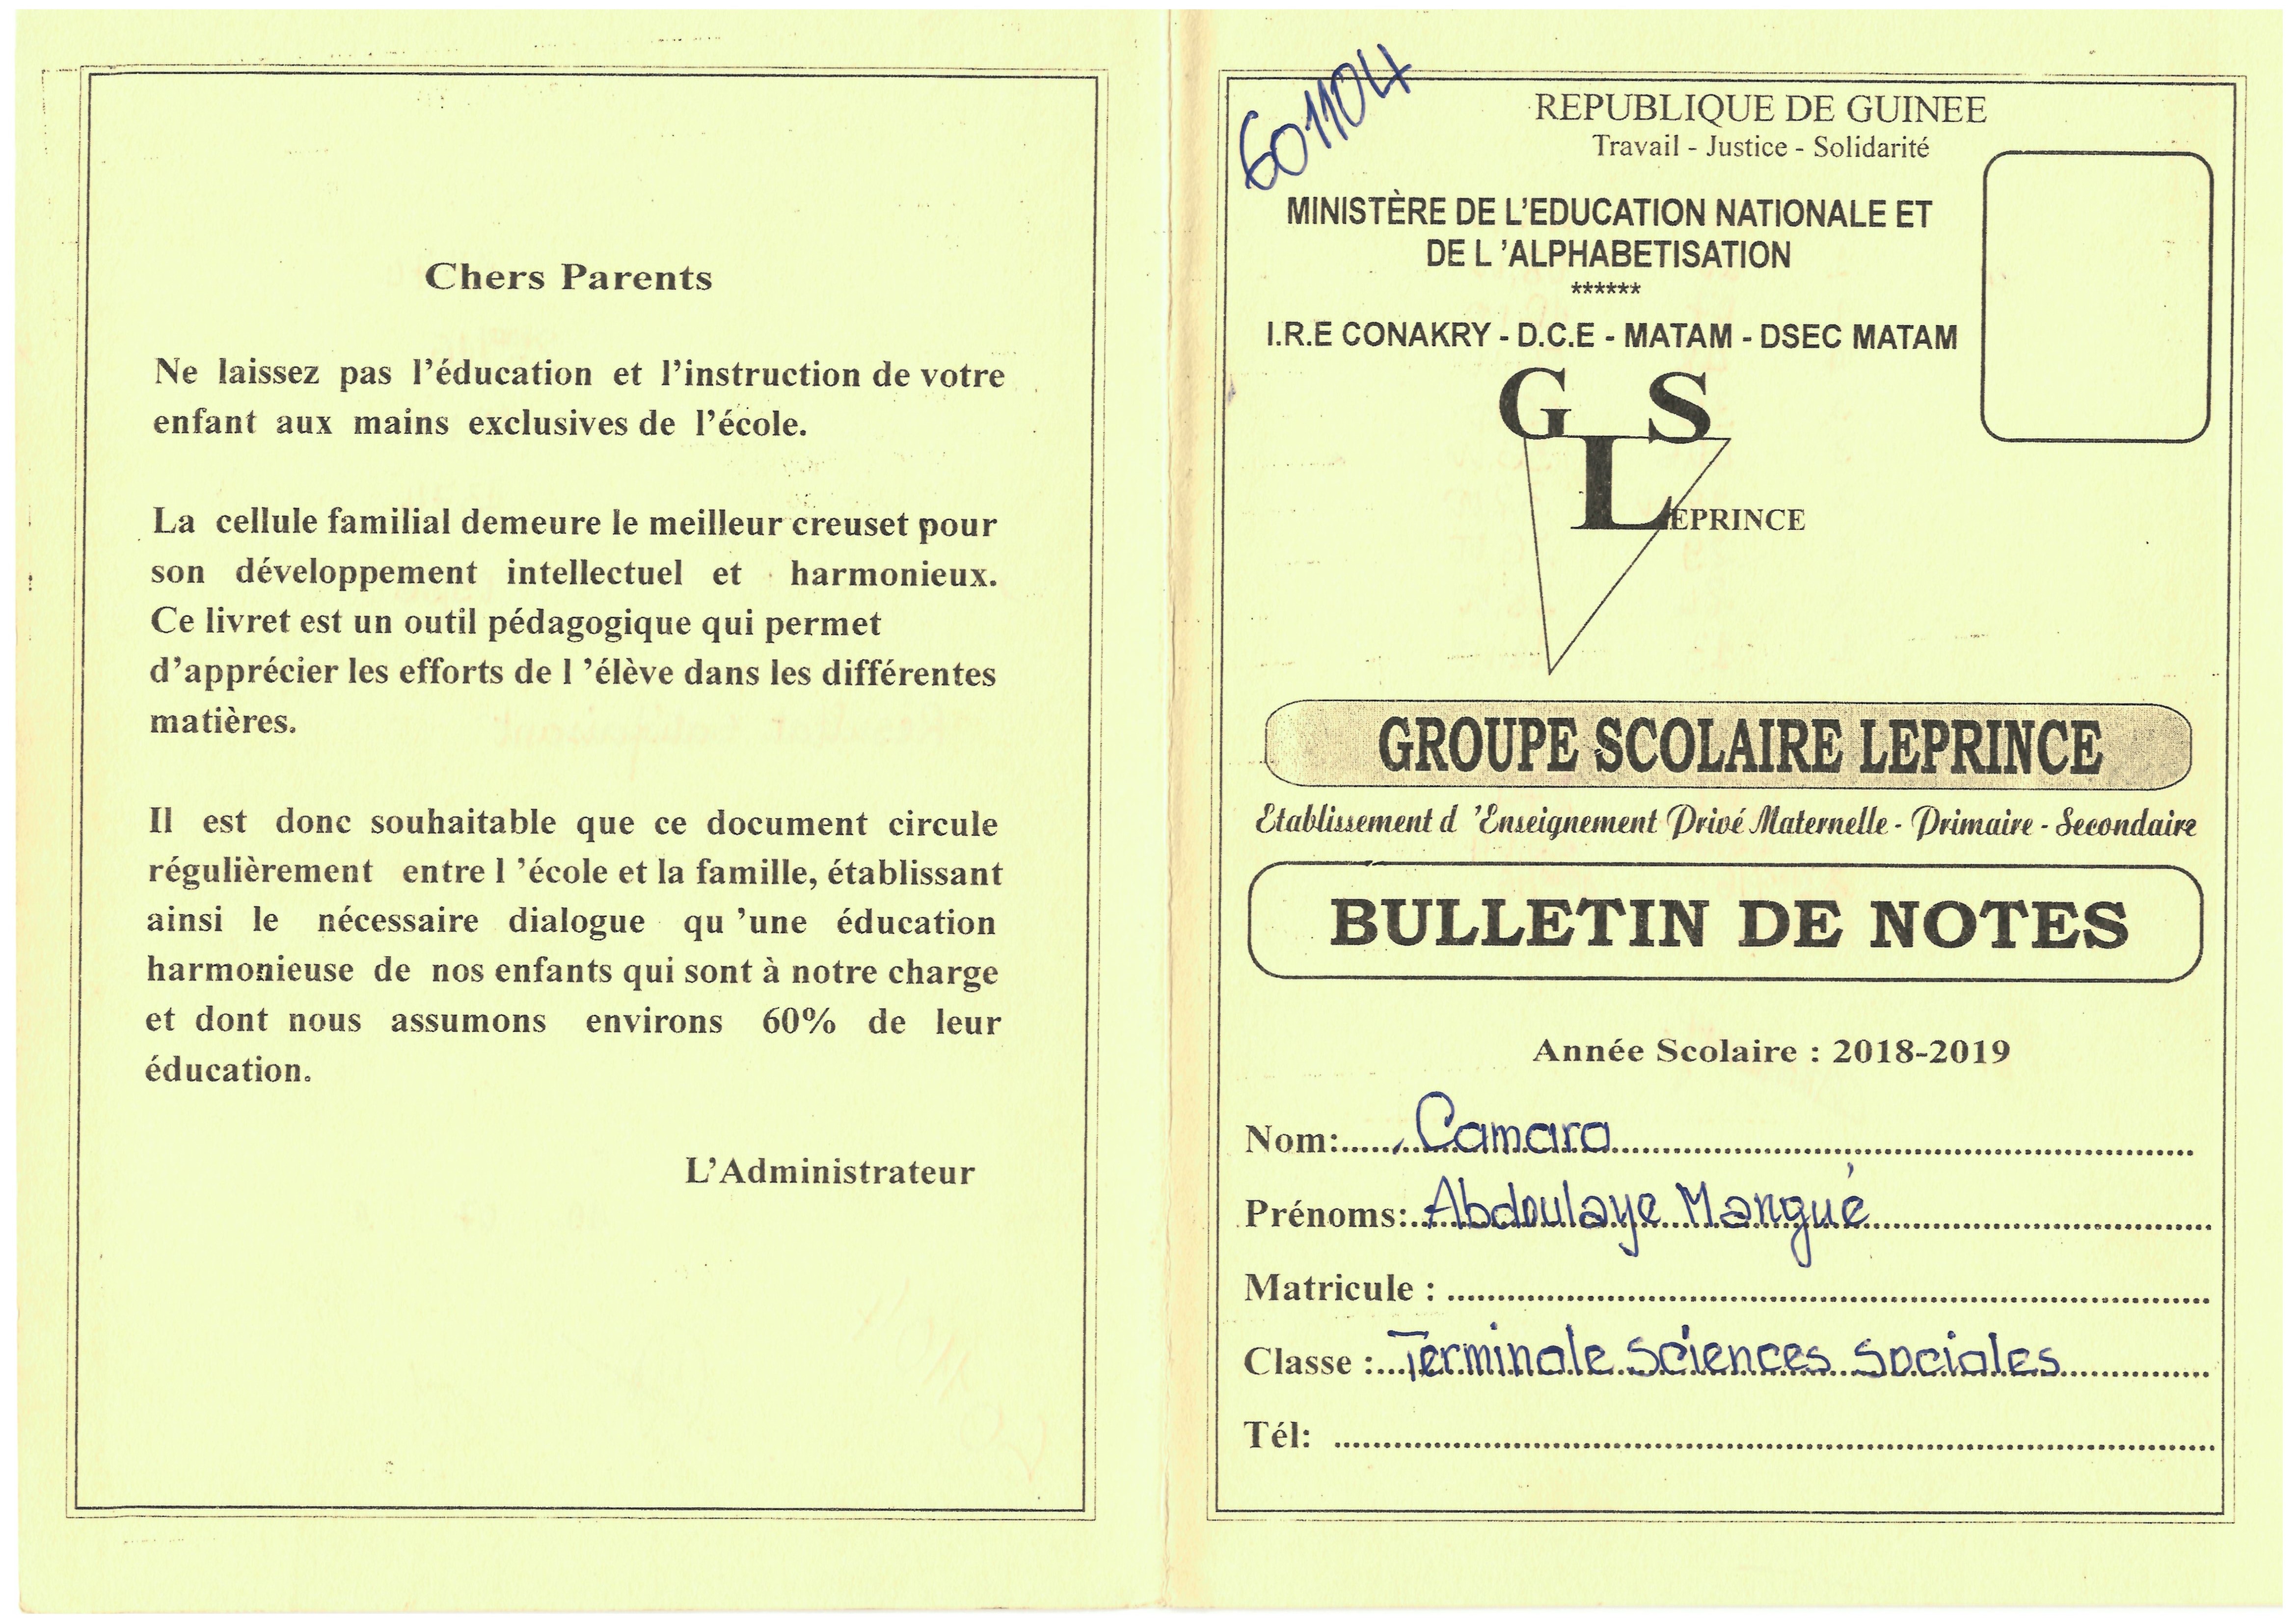 Chers Parents
Ne laissez pas l'éducation et l'instruction de votre
enfant aux mains exclusives de l'école.
La cellule familial demeure le meilleur creuset pour
son développement intellectuel et harmonieux.
Ce livret est un outil pédagogique qui permet
d'apprécier les efforts de l 'élève dans les différentes
matières.
Il est donc souhaitable que ce document circule
régulièrement entre l 'école et la famille, établissant
ainsi le nécessaire dialogue qu 'une éducation
harmonieuse de nos enfants qui sont à notre charge
et dont nous assumons environs 60% de leur
éducation.
L'Administrateur
601104
REPUBLIQUE DE GUINEE
Travail - Justice - Solidarité
MINISTÈRE DE L'EDUCATION NATIONALE ET
DE L 'ALPHABETISATION
******
I.R.E CONAKRY - D.C.E - MATAM - DSEC MATAM
G S
LEPRINCE
GROUPE SCOLAIRE LEPRINCE
Etablissement d 'Enseignement Privé Maternelle - Primaire - Secondaire
BULLETIN DE NOTES
Année Scolaire : 2018-2019
Nom: Camara
Prénoms: Abdoulaye Mangué
Matricule :
Classe : Terminale Sciences Sociales
Tél: